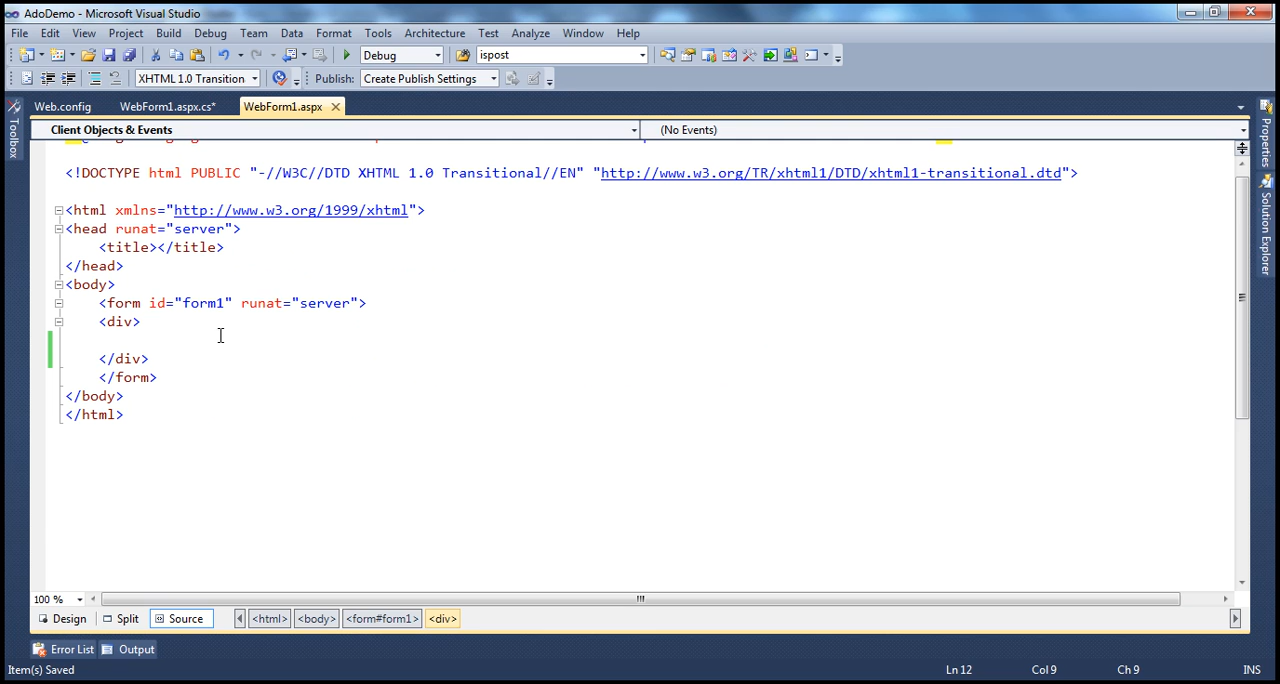 AdoDemo - Microsoft Visual Studio
File Edit View Project Build Debug Team Data Format Tools Architecture Test Analyze Window Help
Debug ispost
XHTML 1.0 Transition Publish: Create Publish Settings
Web.config WebForm1.aspx.cs* WebForm1.aspx
Client Objects & Events (No Events)
<!DOCTYPE html PUBLIC "-//W3C//DTD XHTML 1.0 Transitional//EN" "http://www.w3.org/TR/xhtml1/DTD/xhtml1-transitional.dtd">
<html xmlns="http://www.w3.org/1999/xhtml">
<head runat="server">
<title></title>
</head>
<body>
<form id="form1" runat="server">
<div>
</div>
</form>
</body>
</html>
Toolbox
Properties
Solution Explorer
100 %
Design Split Source <html> <body> <form#form1> <div>
Error List Output
Item(s) Saved Ln 12 Col 9 Ch 9 INS